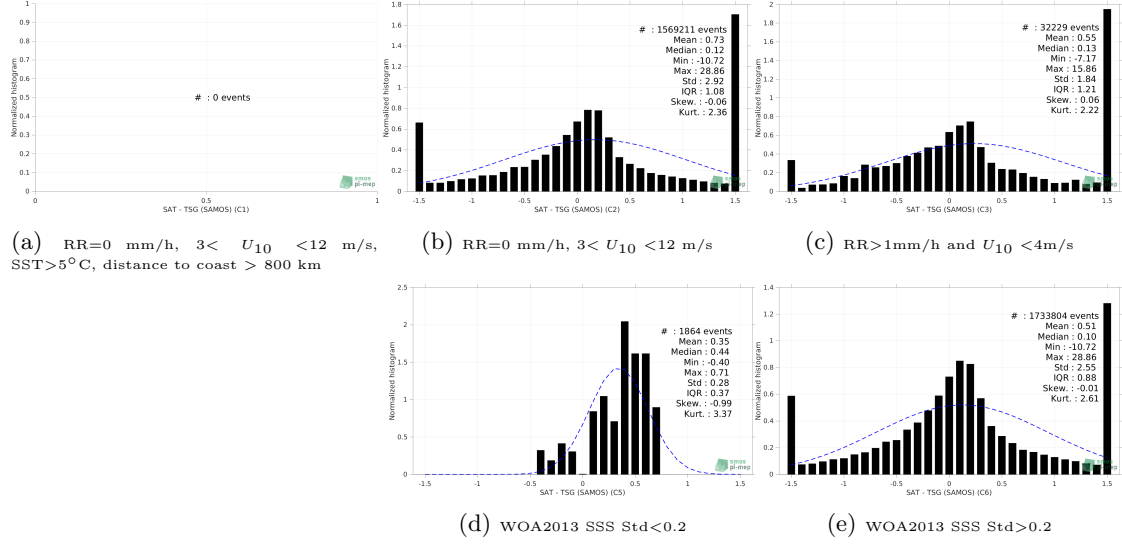 1
0.9
0.8
0.7
0.6
0.5
0.4
0.3
0.2
0.1
0
Normalized histogram
# : 0 events
0 0.5 1
SAT - TSG (SAMOS) (C1)
smos
pi-mep
(a) RR=0 mm/h, 3< U10 <12 m/s,
SST>5°C, distance to coast > 800 km
1.8
1.6
1.4
1.2
1
0.8
0.6
0.4
0.2
0
Normalized histogram
# : 1569211 events
Mean : 0.73
Median : 0.12
Min : -10.72
Max : 28.86
Std : 2.92
IQR : 1.08
Skew. : -0.06
Kurt. : 2.36
-1.5 -1 -0.5 0 0.5 1 1.5
SAT - TSG (SAMOS) (C2)
smos
pi-mep
(b) RR=0 mm/h, 3< U10 <12 m/s
2
1.8
1.6
1.4
1.2
1
0.8
0.6
0.4
0.2
0
Normalized histogram
# : 32229 events
Mean : 0.55
Median : 0.13
Min : -7.17
Max : 15.86
Std : 1.84
IQR : 1.21
Skew. : 0.06
Kurt. : 2.22
-1.5 -1 -0.5 0 0.5 1 1.5
SAT - TSG (SAMOS) (C3)
smos
pi-mep
(c) RR>1mm/h and U10 <4m/s
2.5
2
1.5
1
0.5
0
Normalized histogram
# : 1864 events
Mean : 0.35
Median : 0.44
Min : -0.40
Max : 0.71
Std : 0.28
IQR : 0.37
Skew. : -0.99
Kurt. : 3.37
-1.5 -1 -0.5 0 0.5 1 1.5
SAT - TSG (SAMOS) (C5)
smos
pi-mep
(d) WOA2013 SSS Std<0.2
1.4
1.2
1
0.8
0.6
0.4
0.2
0
Normalized histogram
# : 1733804 events
Mean : 0.51
Median : 0.10
Min : -10.72
Max : 28.86
Std : 2.55
IQR : 0.88
Skew. : -0.01
Kurt. : 2.61
-1.5 -1 -0.5 0 0.5 1 1.5
SAT - TSG (SAMOS) (C6)
smos
pi-mep
(e) WOA2013 SSS Std>0.2